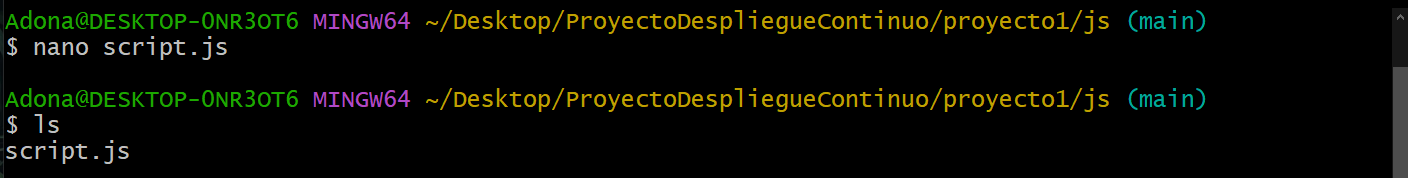 Adona@DESKTOP-0NR3OT6 MINGW64 ~/Desktop/ProyectoDespliegueContinuo/proyecto1/js (main)
$ nano script.js
Adona@DESKTOP-0NR3OT6 MINGW64 ~/Desktop/ProyectoDespliegueContinuo/proyecto1/js (main)
$ ls
script.js